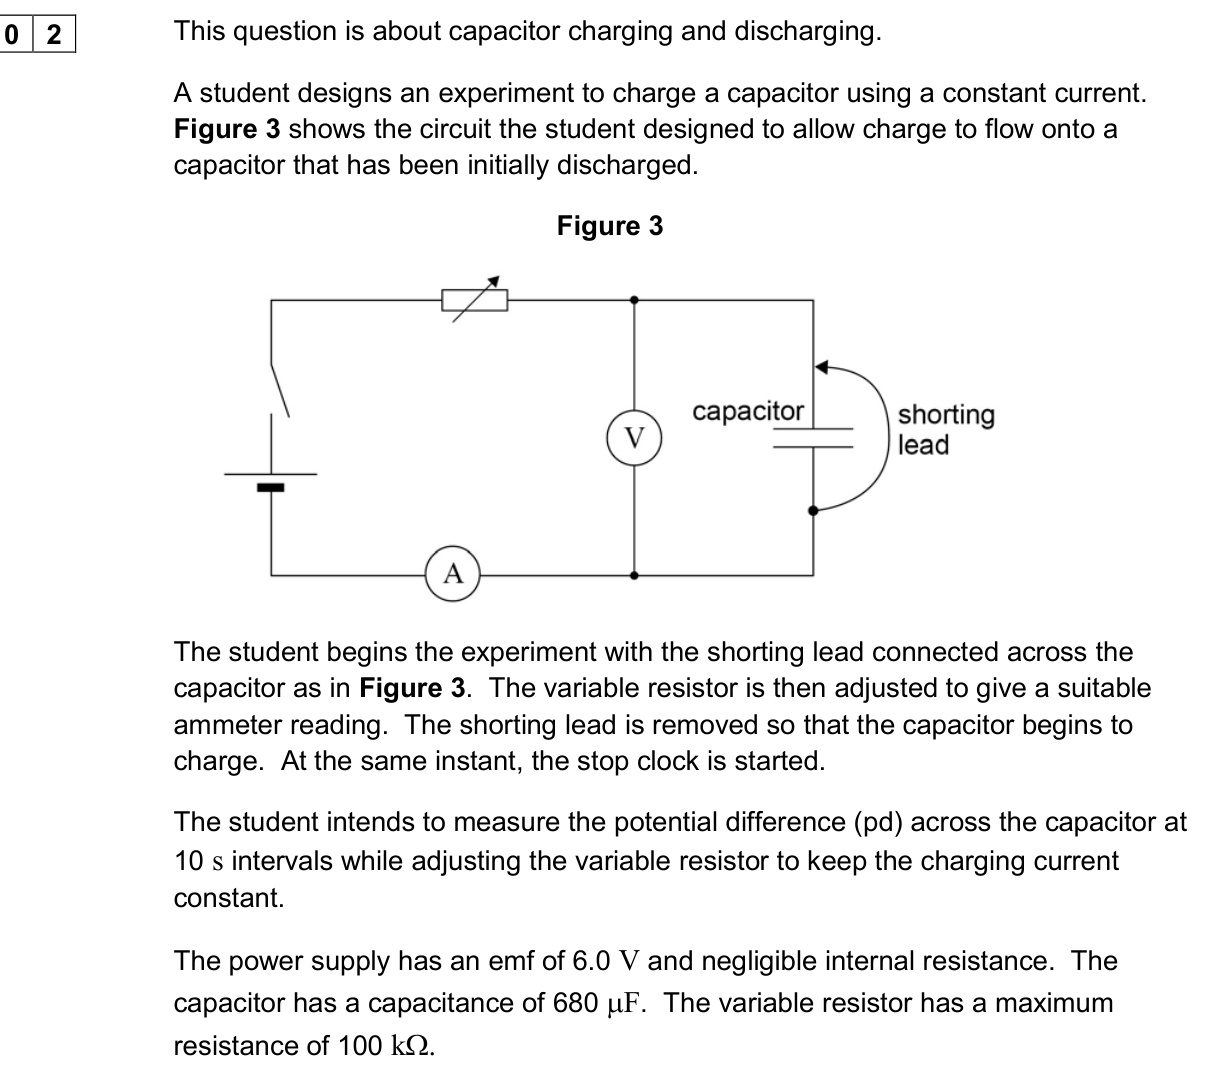 0 2 This question is about capacitor charging and discharging.
A student designs an experiment to charge a capacitor using a constant current.
Figure 3 shows the circuit the student designed to allow charge to flow onto a
capacitor that has been initially discharged.
Figure 3
V
capacitor
shorting
lead
A
The student begins the experiment with the shorting lead connected across the
capacitor as in Figure 3. The variable resistor is then adjusted to give a suitable
ammeter reading. The shorting lead is removed so that the capacitor begins to
charge. At the same instant, the stop clock is started.
The student intends to measure the potential difference (pd) across the capacitor at
10 s intervals while adjusting the variable resistor to keep the charging current
constant.
The power supply has an emf of 6.0 V and negligible internal resistance. The
capacitor has a capacitance of 680 μF. The variable resistor has a maximum
resistance of 100 kΩ.